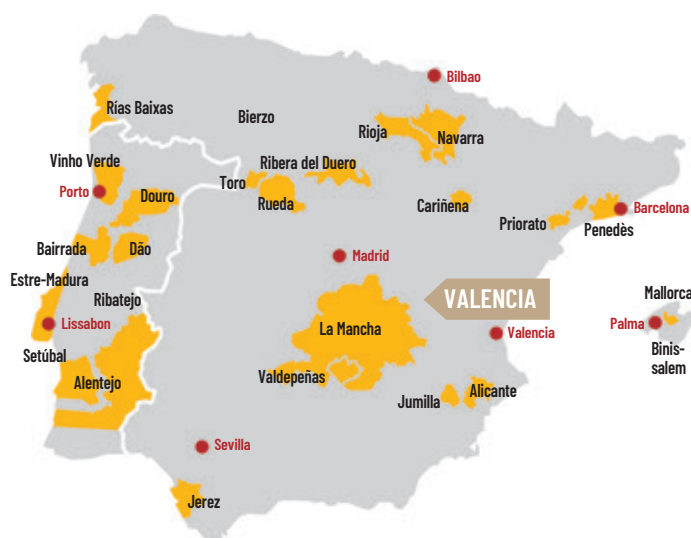 Bilbao
Rías Baixas
Bierzo
Rioja
Navarra
Vinho Verde
Ribera del Duero
Toro
Porto
Douro
Rueda
Cariñena
Barcelona
Priorato
Penedès
Bairrada
Dão
Madrid
Estre-Madura
Ribatejo
VALENCIA
Mallorca
Lissabon
La Mancha
Valencia
Palma
Setúbal
Binis-
salem
Alentejo
Valdepeñas
Alicante
Jumilla
Sevilla
Jerez